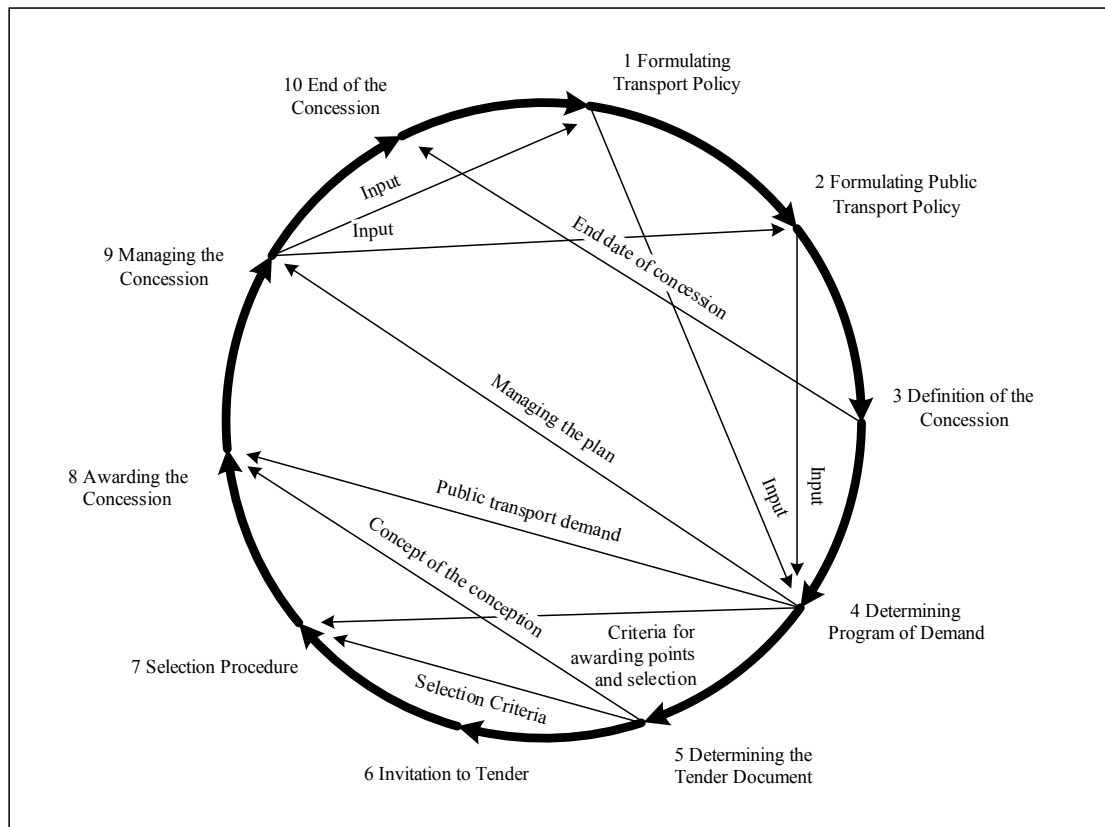 1 Formulating
Transport Policy
10 End of the
Concession
2 Formulating Public
Transport Policy
Input
Input
End date of concession
9 Managing the
Concession
3 Definition of the
Concession
Managing the plan
Input
Input
8 Awarding the
Concession
Public transport demand
Concept of the conception
4 Determining
Program of Demand
Criteria for
awarding points
and selection
7 Selection Procedure
Selection Criteria
5 Determining the
Tender Document
6 Invitation to Tender